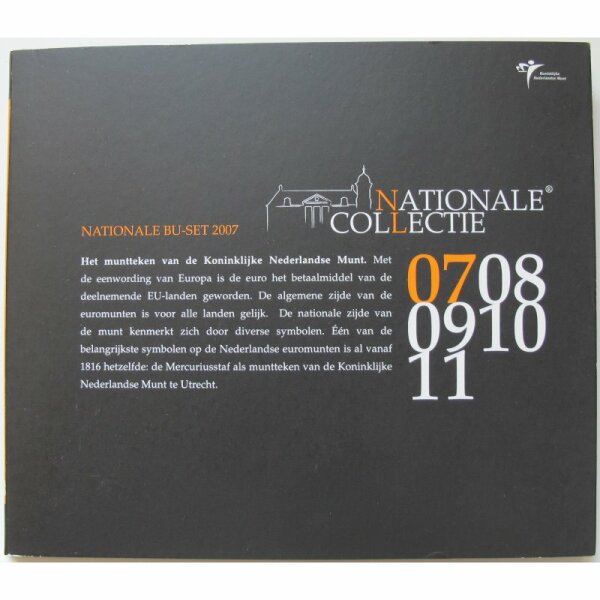 Koninklijke
Nederlandse Munt
NATIONALE®
COLLECTIE
NATIONALE BU-SET 2007
Het muntteken van de Koninklijke Nederlandse Munt. Met
de eenwording van Europa is de euro het betaalmiddel van de
deelnemende EU-landen geworden. De algemene zijde van de
euromunten is voor alle landen gelijk. De nationale zijde van
de munt kenmerkt zich door diverse symbolen. Één van de
belangrijkste symbolen op de Nederlandse euromunten is al vanaf
1816 hetzelfde: de Mercuriusstaf als muntteken van de Koninklijke
Nederlandse Munt te Utrecht.
0708
0910
11